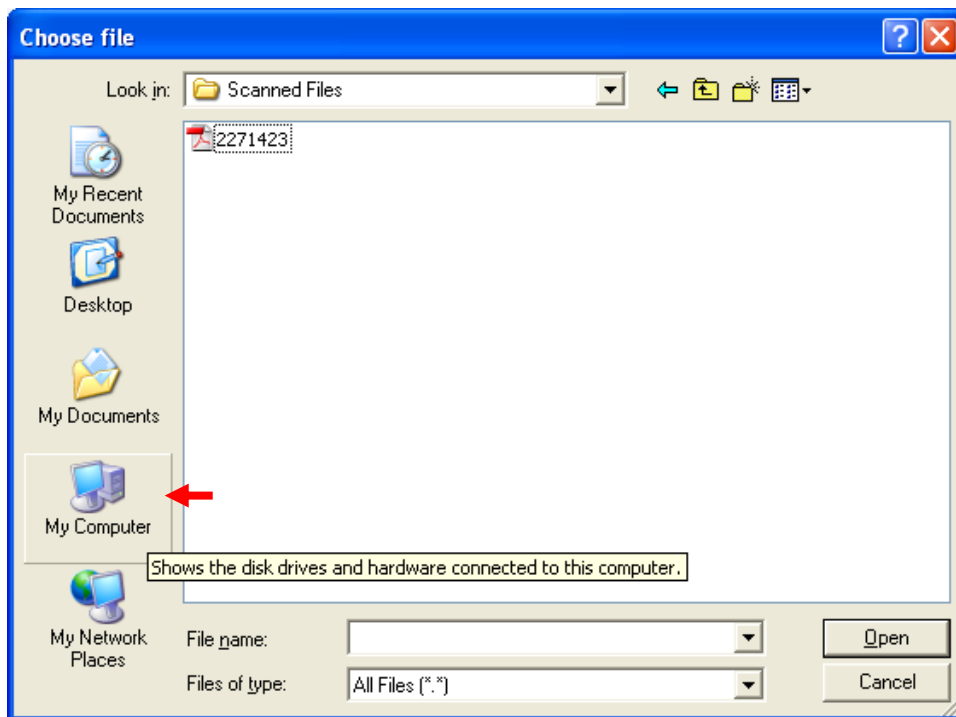 Choose file
Look in: Scanned Files
2271423
My Recent
Documents
Desktop
My Documents
My Computer
Shows the disk drives and hardware connected to this computer.
My Network
Places
File name:
Open
Files of type: All Files (*.*)
Cancel